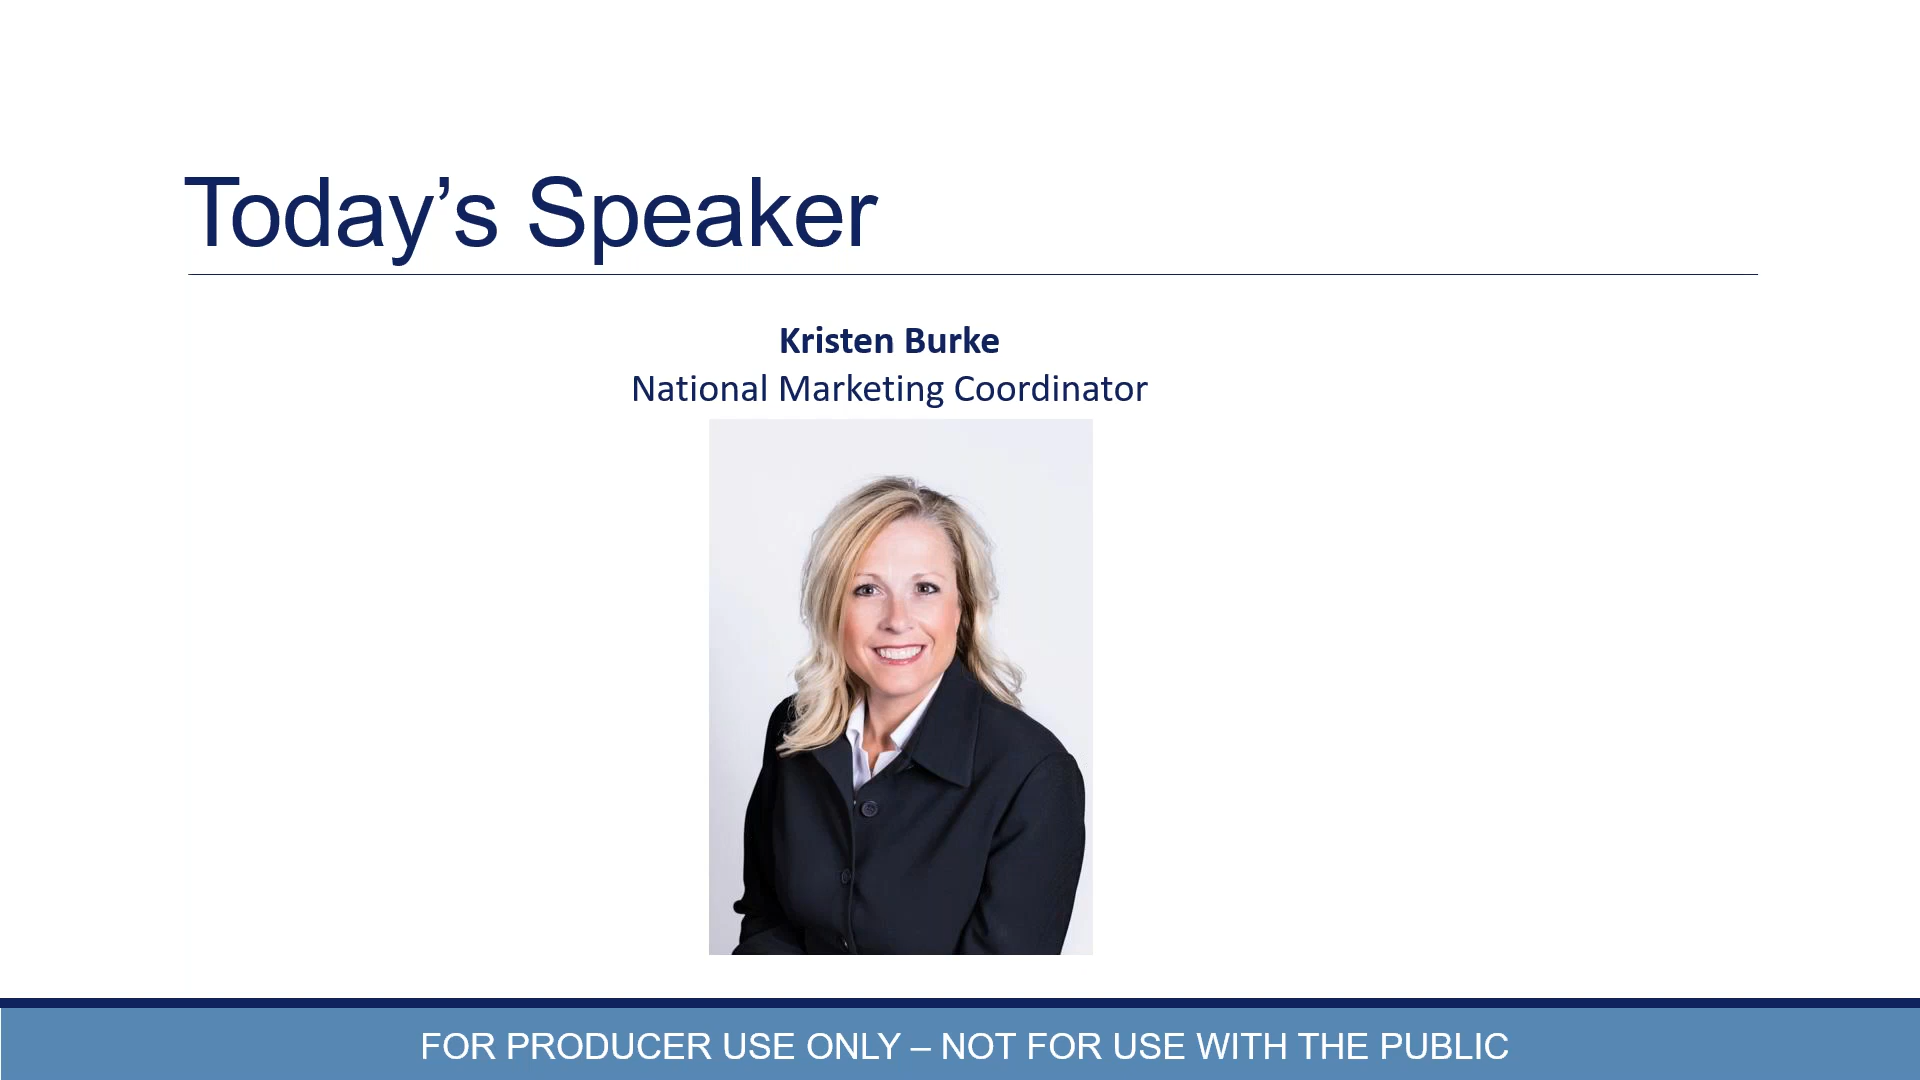 Today’s Speaker
Kristen Burke
National Marketing Coordinator
FOR PRODUCER USE ONLY – NOT FOR USE WITH THE PUBLIC